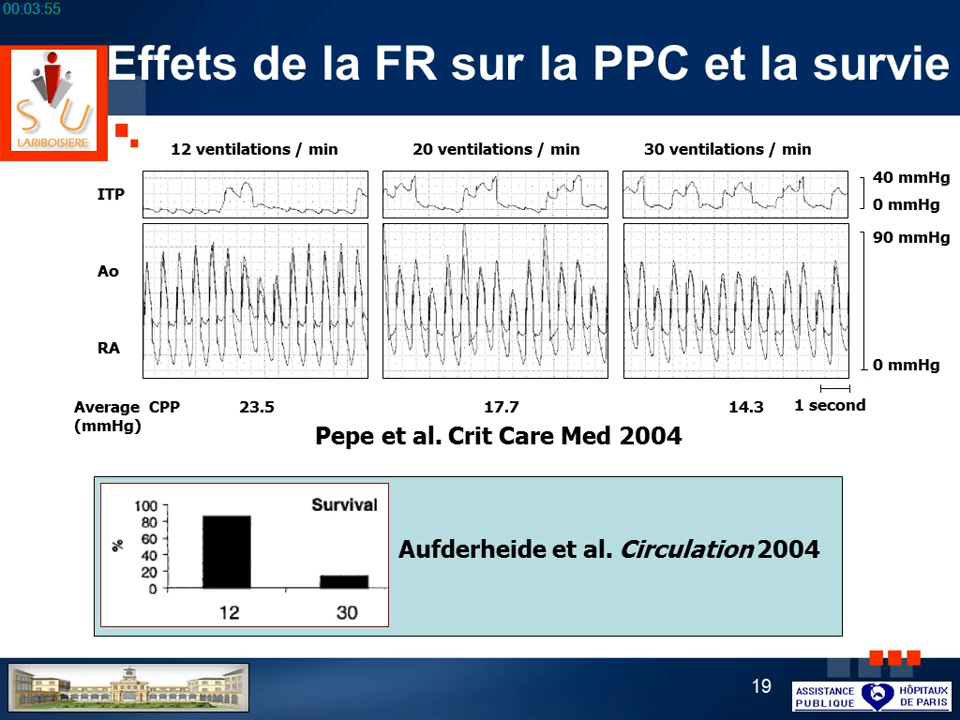 00:03:55
Effets de la FR sur la PPC et la survie
S U
LARIBOISIERE
12 ventilations / min
20 ventilations / min
30 ventilations / min
ITP
40 mmHg
0 mmHg
90 mmHg
Ao
RA
0 mmHg
1 second
Average CPP 23.5 17.7 14.3
(mmHg)
Pepe et al. Crit Care Med 2004
Survival
%
100
80
60
40
20
0
12 30
Aufderheide et al. Circulation 2004
19
ASSISTANCE HÔPITAUX
PUBLIQUE DE PARIS